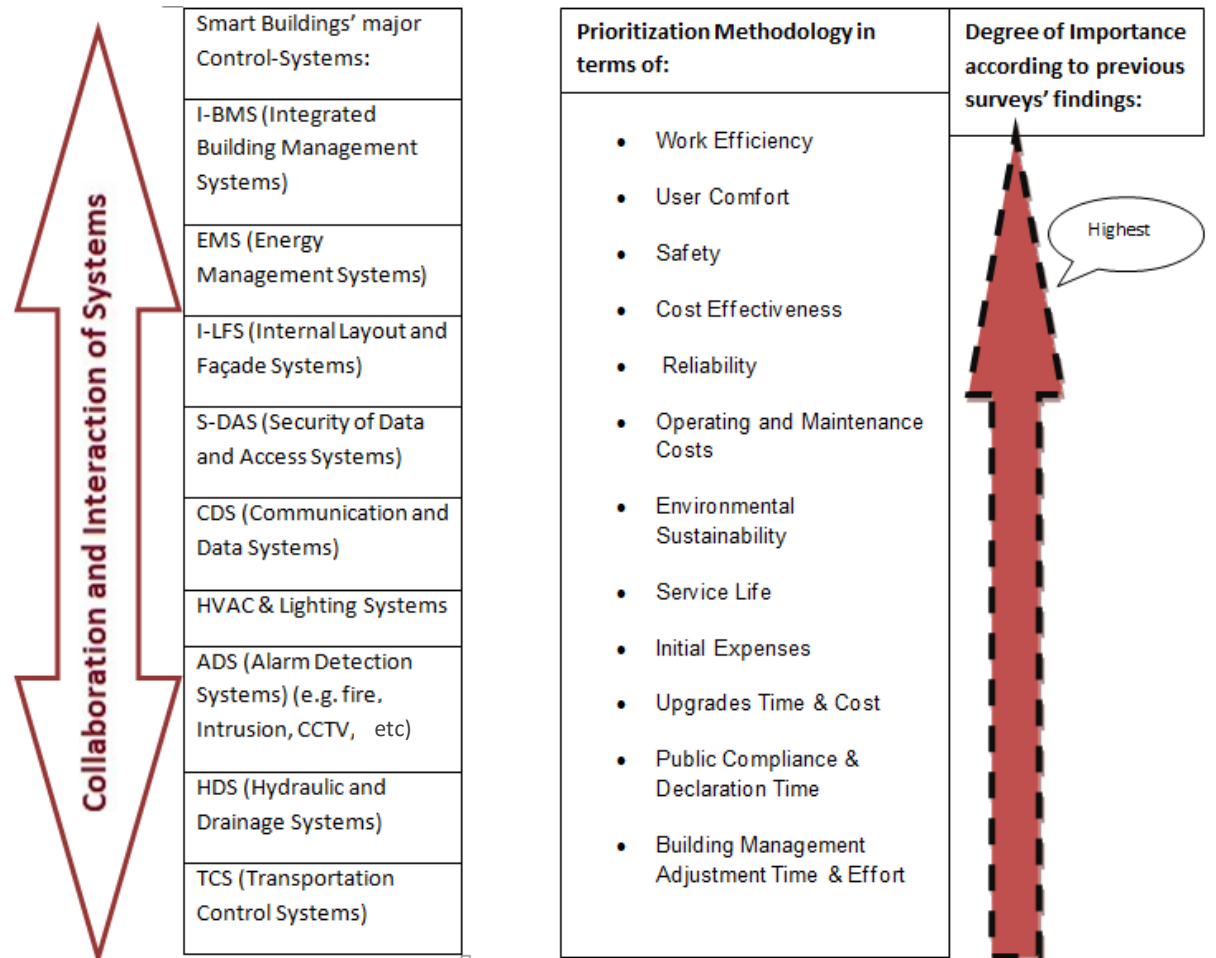 Collaboration and Interaction of Systems
Smart Buildings’ major
Control-Systems:
I-BMS (Integrated
Building Management
Systems)
EMS (Energy
Management Systems)
I-LFS (Internal Layout and
Façade Systems)
S-DAS (Security of Data
and Access Systems)
CDS (Communication and
Data Systems)
HVAC & Lighting Systems
ADS (Alarm Detection
Systems) (e.g. fire,
Intrusion, CCTV, etc)
HDS (Hydraulic and
Drainage Systems)
TCS (Transportation
Control Systems)
Prioritization Methodology in
terms of:
• Work Efficiency
• User Comfort
• Safety
• Cost Effectiveness
• Reliability
• Operating and Maintenance
Costs
• Environmental
Sustainability
• Service Life
• Initial Expenses
• Upgrades Time & Cost
• Public Compliance &
Declaration Time
• Building Management
Adjustment Time & Effort
Degree of Importance
according to previous
surveys’ findings:
Highest